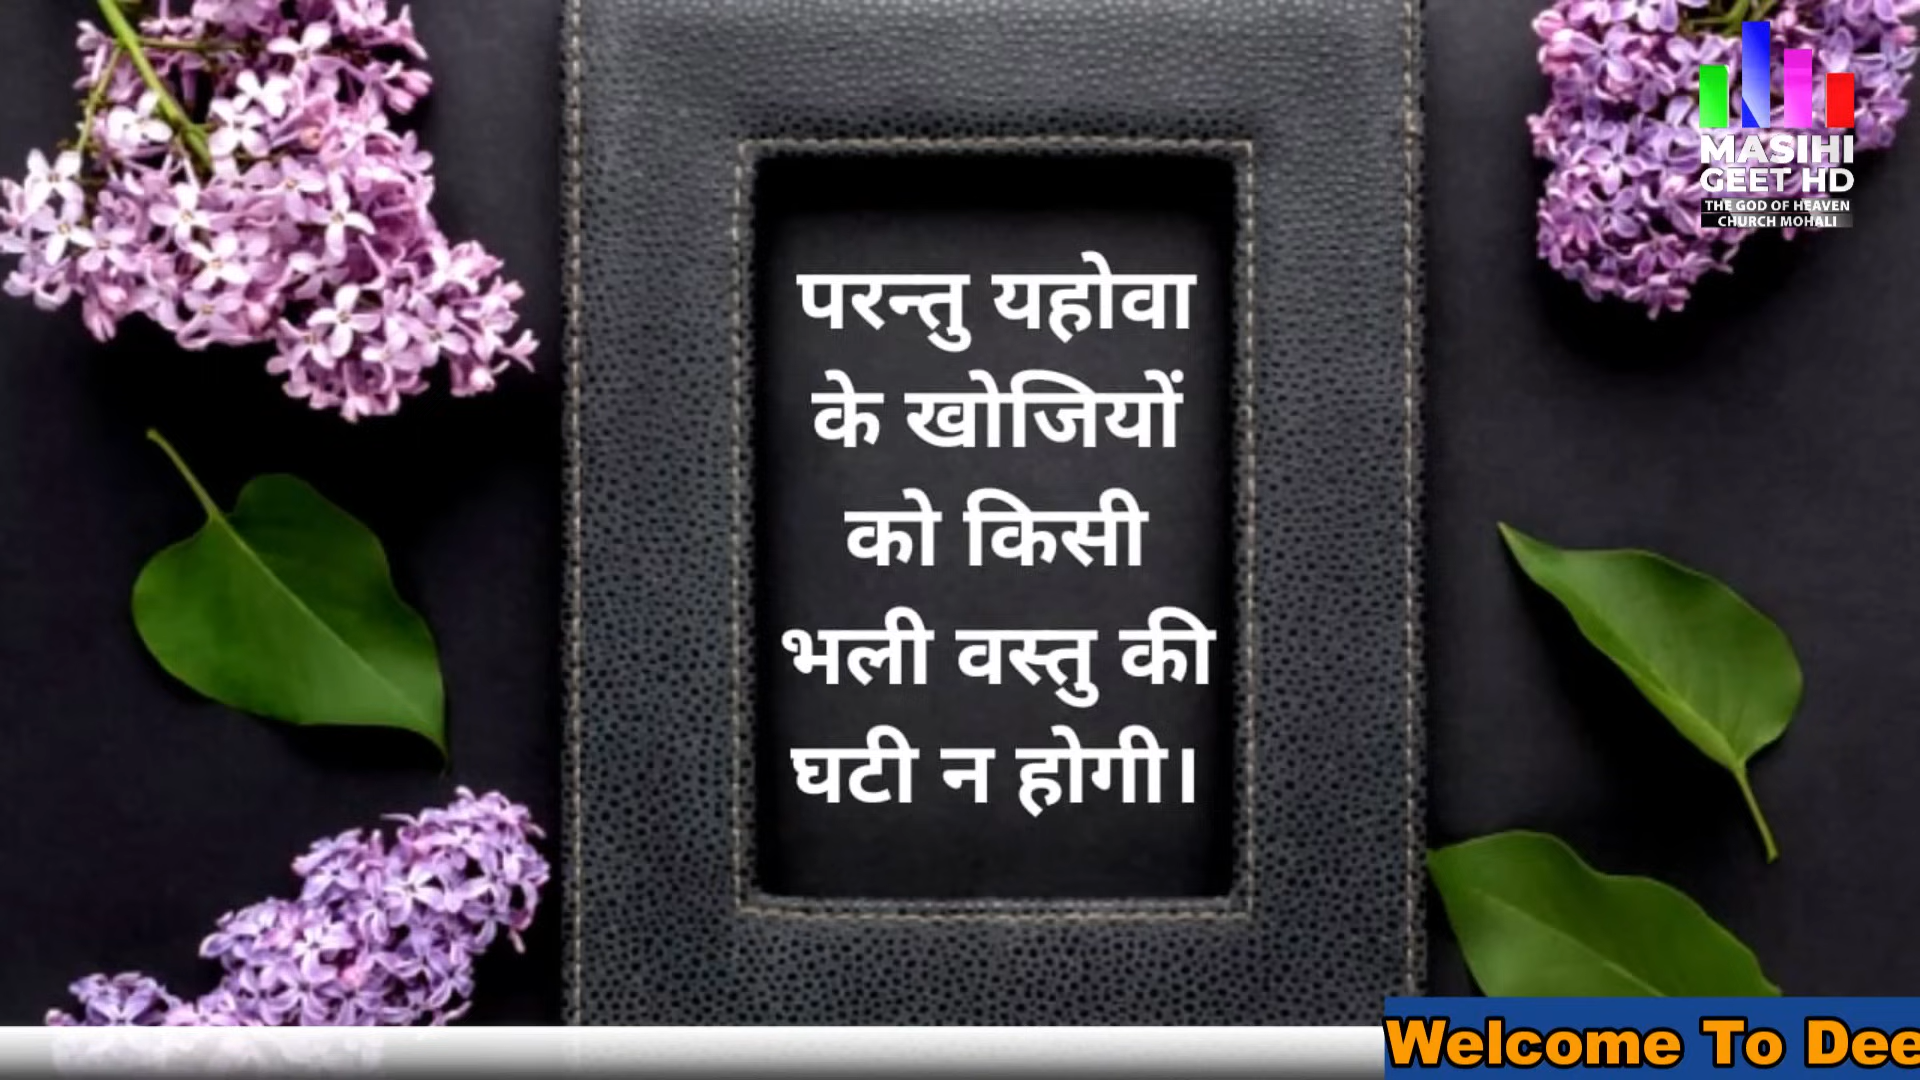 MASIHI
GEET HD
THE GOD OF HEAVEN
CHURCH MOHALI
परन्तु यहोवा
के खोजियों
को किसी
भली वस्तु की
घटी न होगी।
Welcome To Dee